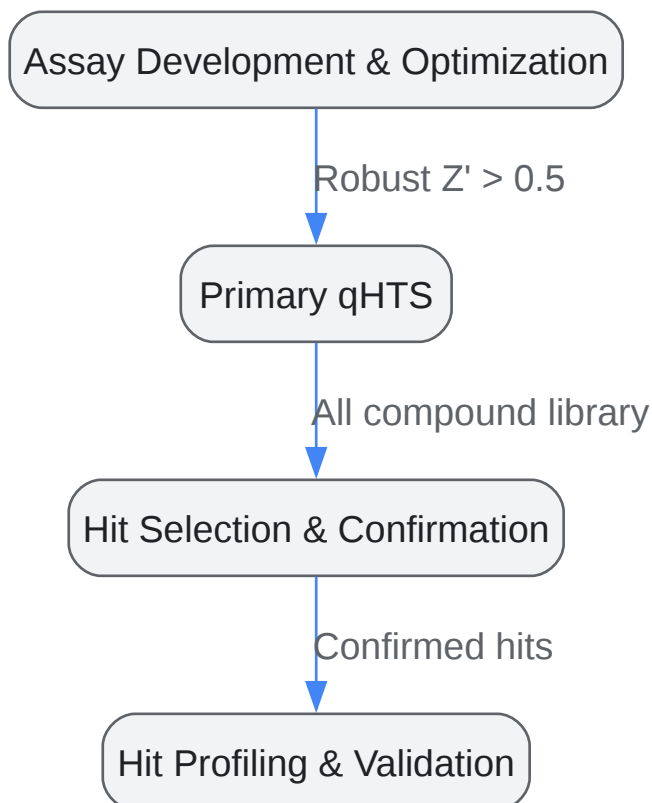 Assay Development & Optimization
Robust Z' > 0.5
Primary qHTS
All compound library
Hit Selection & Confirmation
Confirmed hits
Hit Profiling & Validation